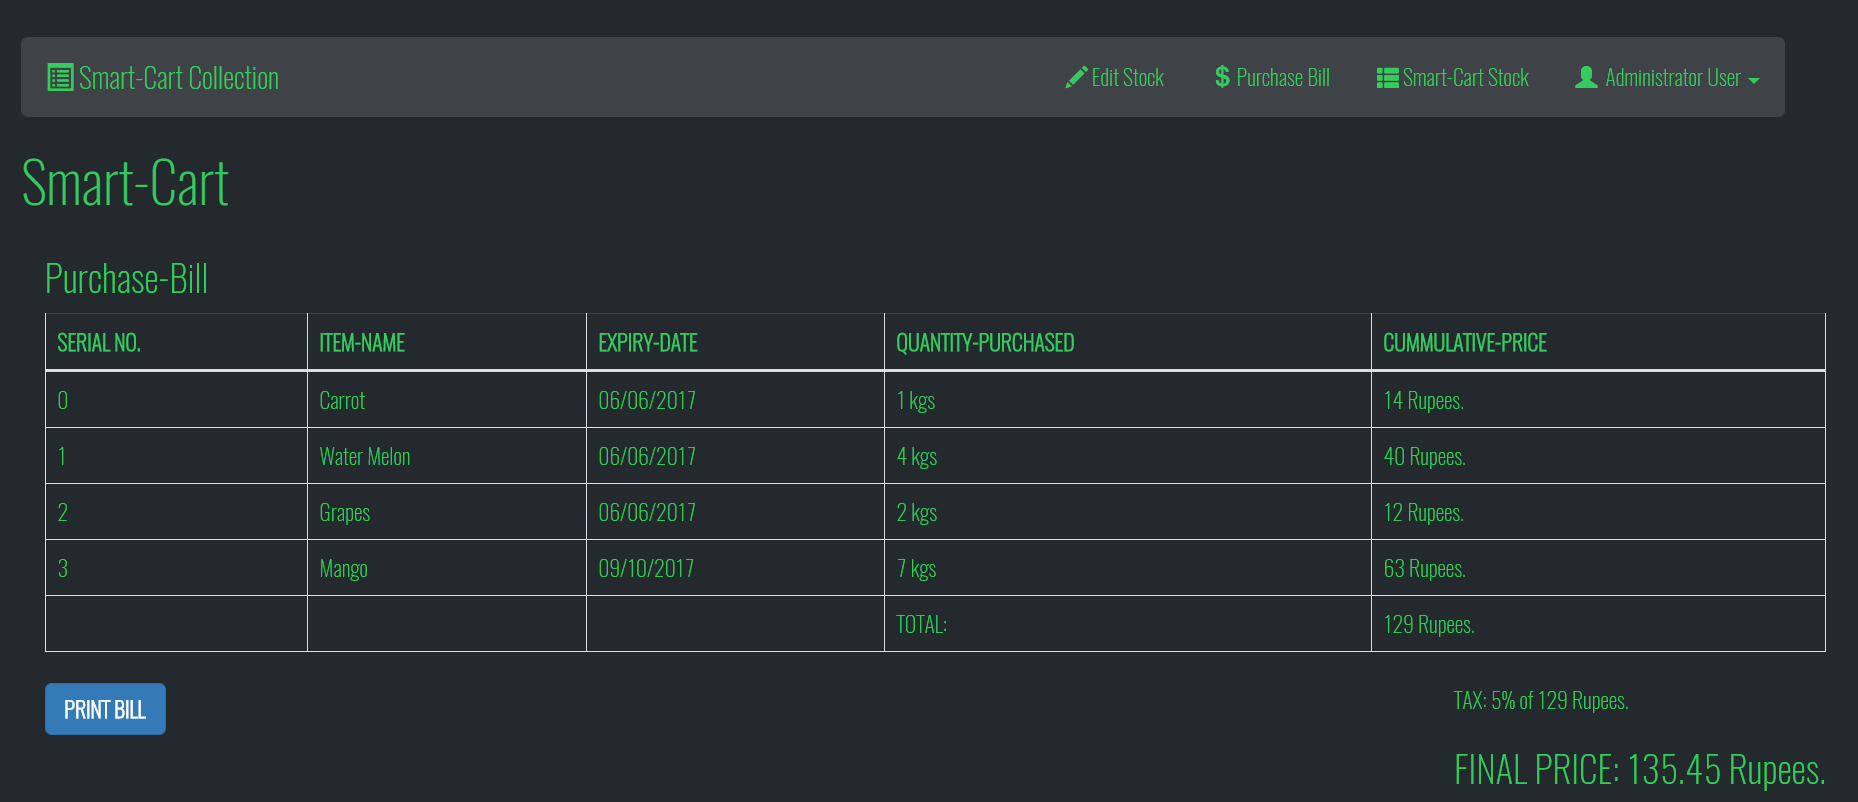 Smart-Cart Collection Edit Stock $ Purchase Bill Smart-Cart Stock Administrator User
Smart-Cart
Purchase-Bill
SERIAL NO. ITEM-NAME EXPIRY-DATE QUANTITY-PURCHASED CUMMULATIVE-PRICE
0 Carrot 06/06/2017 1 kgs 14 Rupees.
1 Water Melon 06/06/2017 4 kgs 40 Rupees.
2 Grapes 06/06/2017 2 kgs 12 Rupees.
3 Mango 09/10/2017 7 kgs 63 Rupees.
TOTAL: 129 Rupees.
PRINT BILL TAX: 5% of 129 Rupees.
FINAL PRICE: 135.45 Rupees.